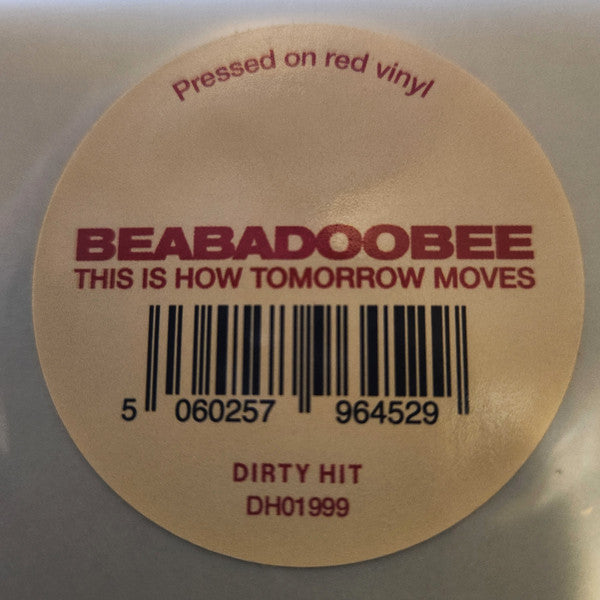 Pressed on red vinyl
BEABADOOBEE
THIS IS HOW TOMORROW MOVES
5 060257 964529
DIRTY HIT
DH01999